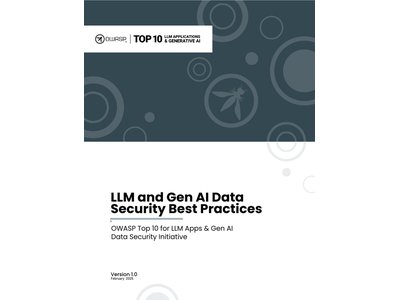 OWASP
TOP 10
LLM APPLICATIONS
& GENERATIVE AI
LLM and Gen AI Data
Security Best Practices
OWASP Top 10 for LLM Apps & Gen AI
Data Security Initiative
Version 1.0
February 2025